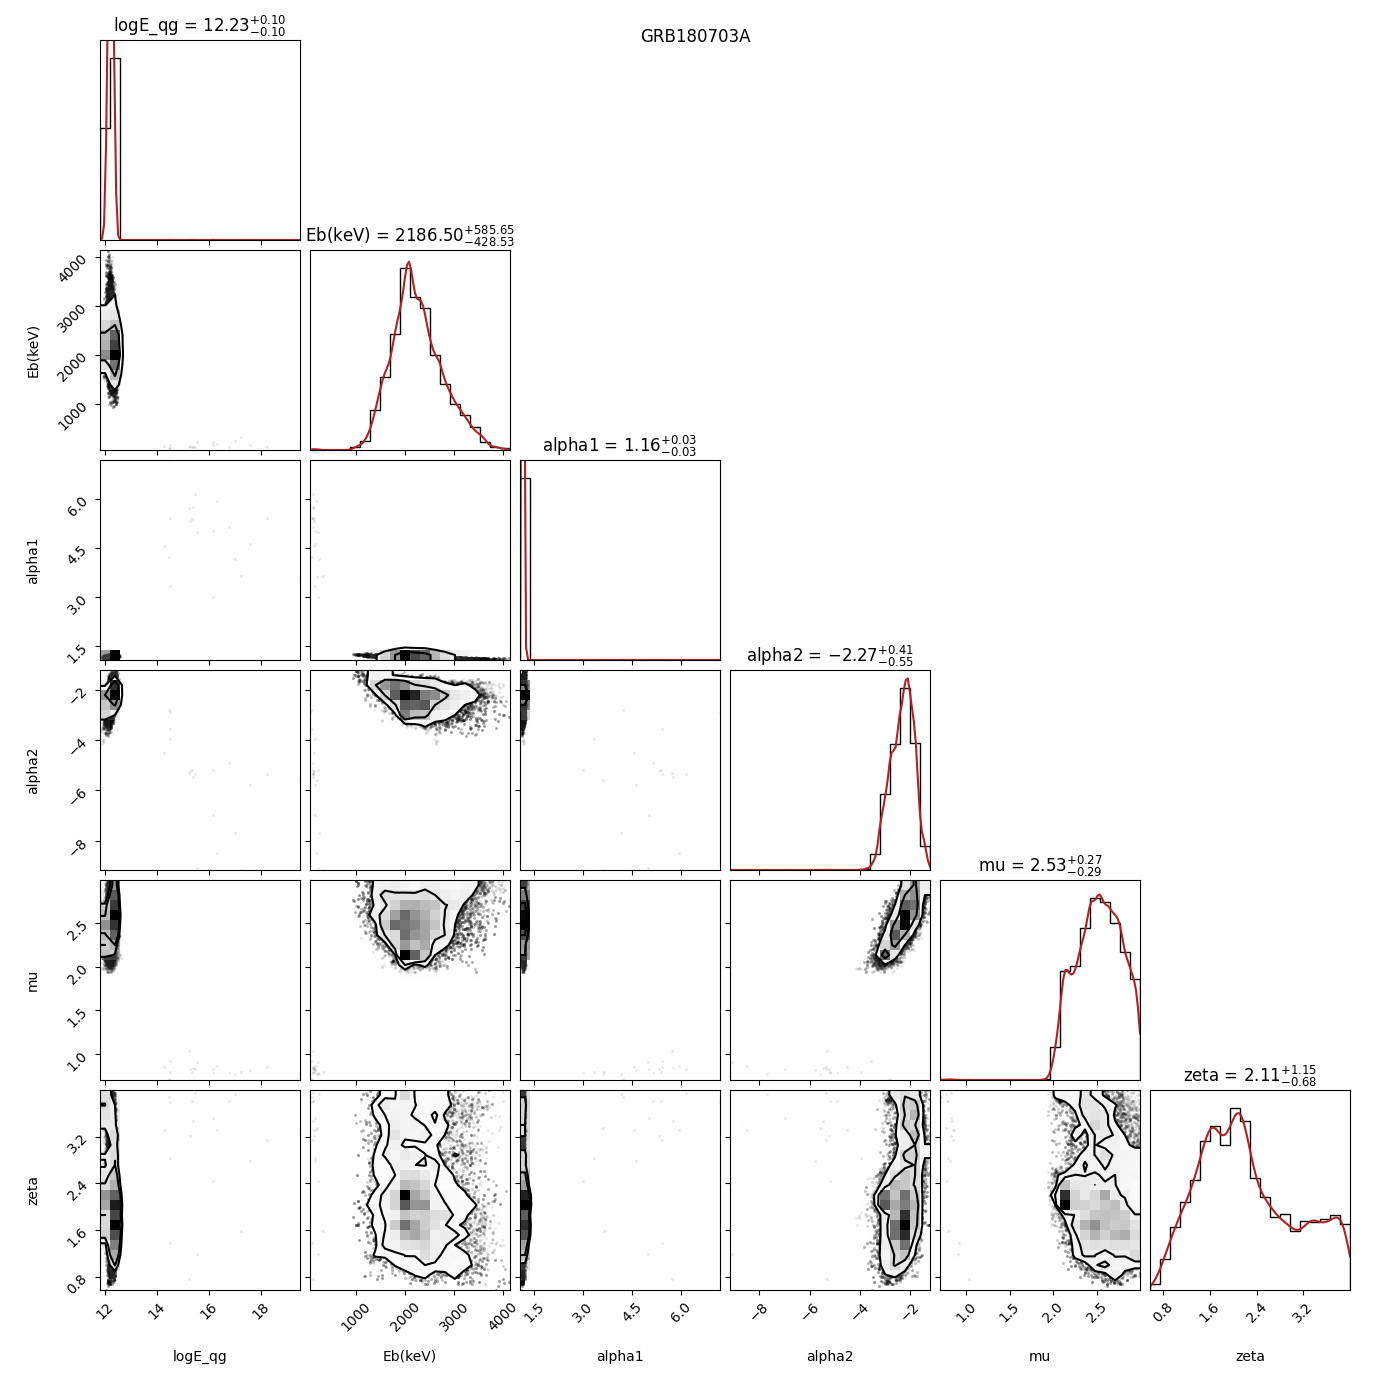 GRB180703A
logE_qg = 12.23+0.10 −0.10
Eb(keV) = 2186.50+585.65 −428.53
4000
3000
2000
1000
Eb(keV)
alpha1 = 1.16+0.03 −0.03
6.0
4.5
3.0
1.5
alpha1
alpha2 = −2.27+0.41 −0.55
−2
−4
−6
−8
alpha2
mu = 2.53+0.27 −0.29
2.5
2.0
1.5
1.0
mu
zeta = 2.11+1.15 −0.68
3.2
2.4
1.6
0.8
zeta
12 14 16 18
1000 2000 3000 4000
1.5 3.0 4.5 6.0
−8 −6 −4 −2
1.0 1.5 2.0 2.5
0.8 1.6 2.4 3.2
logE_qg Eb(keV) alpha1 alpha2 mu zeta